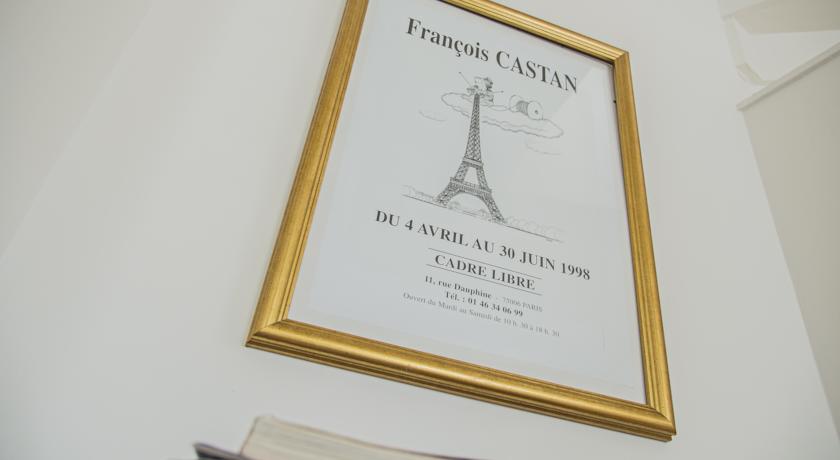 François CASTAN
DU 4 AVRIL AU 30 JUIN 1998
CADRE LIBRE
11, rue Dauphine - 75006 PARIS
Tél. : 01 46 34 06 99
Ouvert du Mardi au Samedi de 10 h. 30 à 18 h. 30